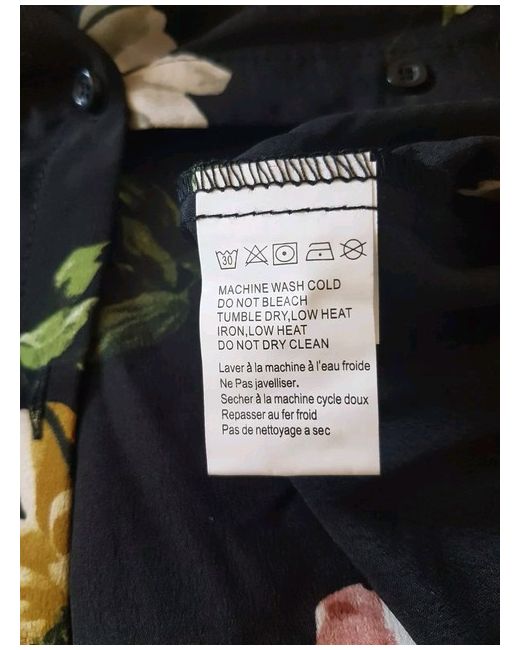 30
MACHINE WASH COLD
DO NOT BLEACH
TUMBLE DRY,LOW HEAT
IRON,LOW HEAT
DO NOT DRY CLEAN
Laver à la machine à l'eau froide
Ne Pas javelliser.
Secher à la machine cycle doux
Repasser au fer froid
Pas de nettoyage a sec